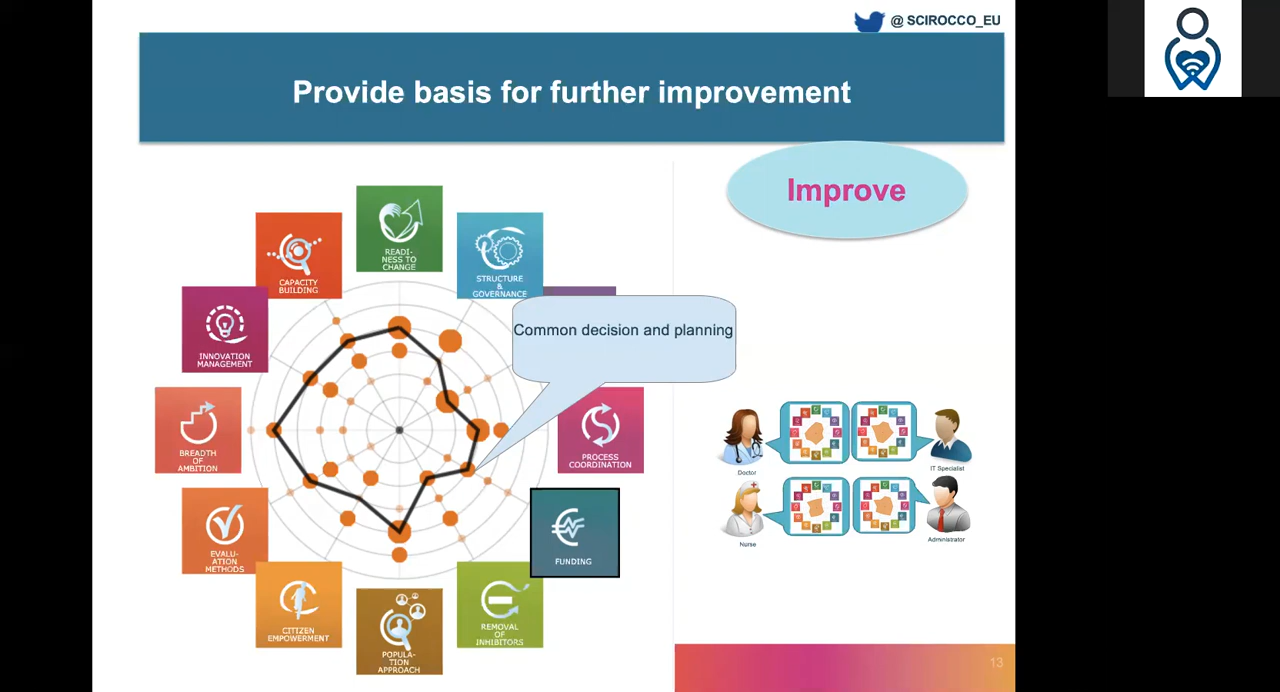 @ SCIROCCO_EU
Provide basis for further improvement
Improve
READI-
NESS TO
CHANGE
STRUCTURE
&
GOVERNANCE
CAPACITY
BUILDING
Common decision and planning
INNOVATION
MANAGEMENT
BREADTH
OF
AMBITION
PROCESS
COORDINATION
Doctor
IT Specialist
EVALU-
ATION
METHODS
FUNDING
Nurse
Administrator
CITIZEN
EMPOWERMENT
POPULA-
TION
APPROACH
REMOVAL
OF
INHIBITORS
13